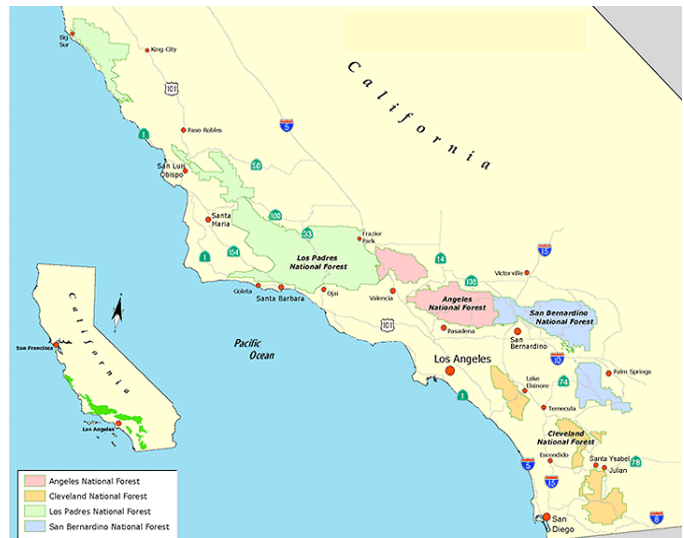 Big
Sur
King City
101
California
5
1
Paso Robles
San Luis
Obispo
58
Santa
Maria
100
33
Frazier
Park
1
154
Los Padres
National Forest
14
15
Victorville
138
Goleta
Santa Barbara
Ojai
Valencia
Angeles
National Forest
San Bernardino
National Forest
101
Pasadena
San
Bernardino
Pacific
Ocean
Los Angeles
10
Palm Springs
1
Lake
Elsinore
74
Temecula
Cleveland
National Forest
Escondido
Santa Ysabel
Julian
78
5
15
San
Diego
8
California
San Francisco
Los Angeles
Angeles National Forest
Cleveland National Forest
Los Padres National Forest
San Bernardino National Forest